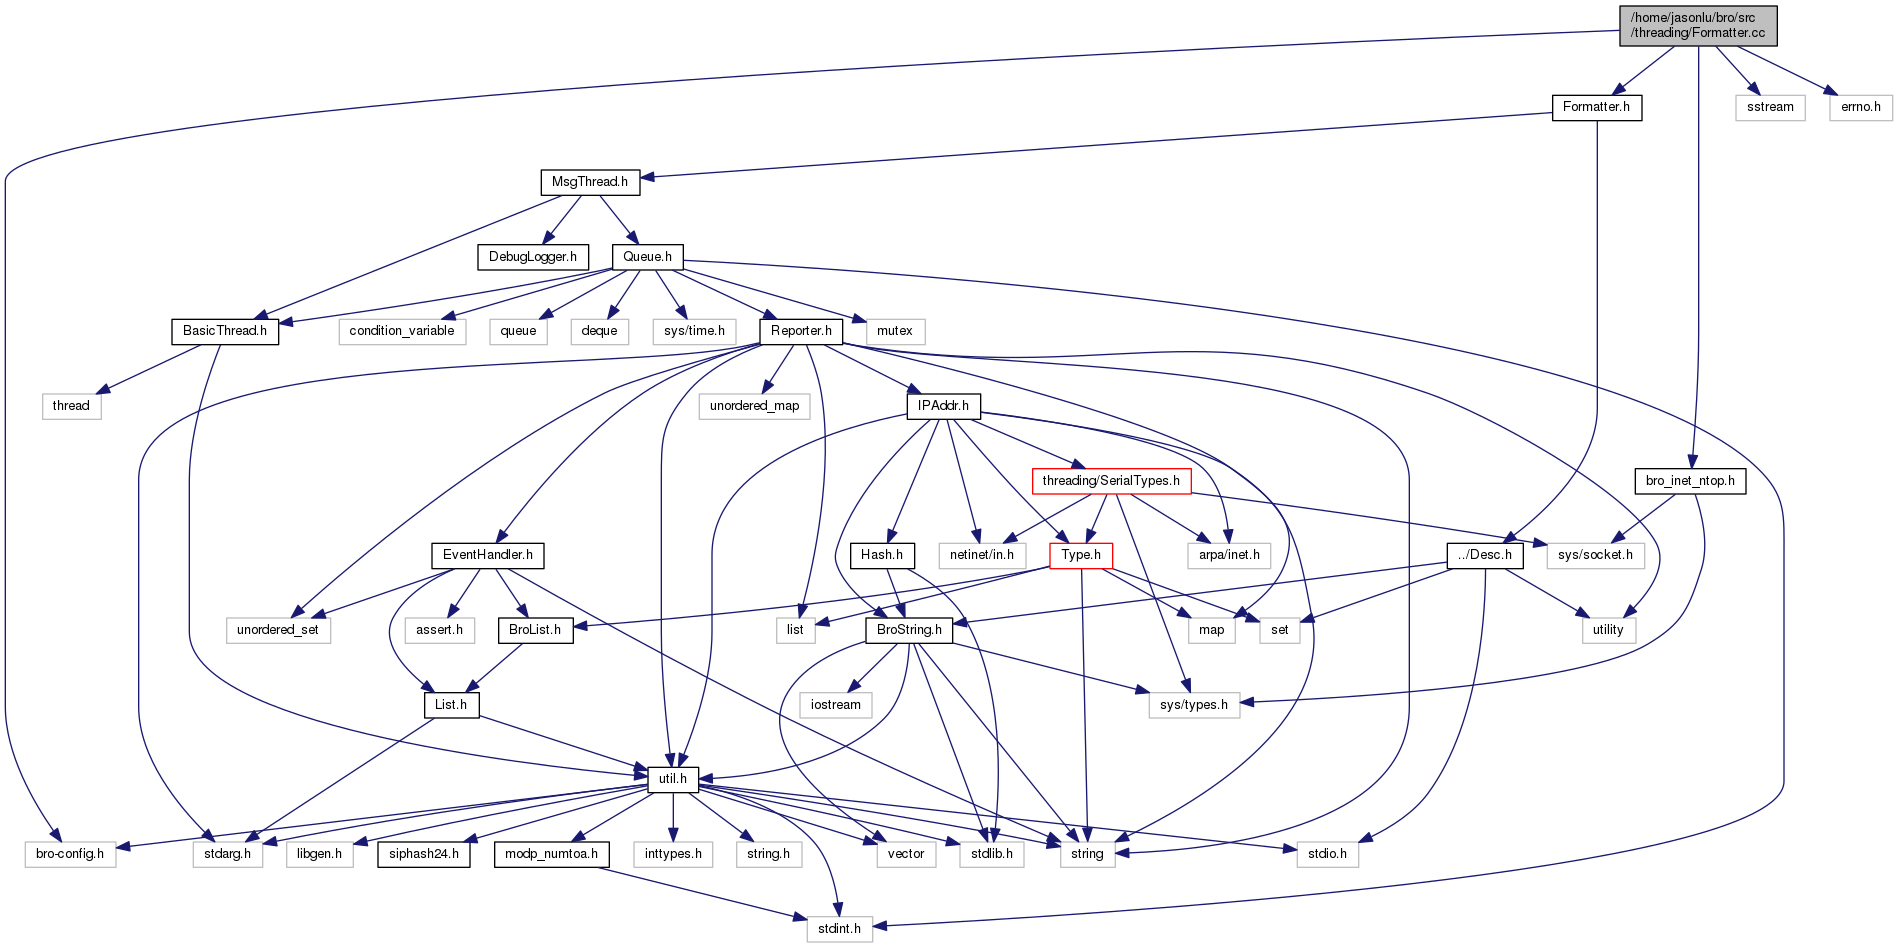 /home/jasonlu/bro/src
/threading/Formatter.cc
Formatter.h
sstream
errno.h
MsgThread.h
DebugLogger.h
Queue.h
BasicThread.h
condition_variable
queue
deque
sys/time.h
Reporter.h
mutex
thread
unordered_map
IPAddr.h
threading/SerialTypes.h
bro_inet_ntop.h
EventHandler.h
Hash.h
netinet/in.h
Type.h
arpa/inet.h
../Desc.h
sys/socket.h
unordered_set
assert.h
BroList.h
list
BroString.h
map
set
utility
List.h
iostream
sys/types.h
util.h
bro-config.h
stdarg.h
libgen.h
siphash24.h
modp_numtoa.h
inttypes.h
string.h
vector
stdlib.h
string
stdio.h
stdint.h